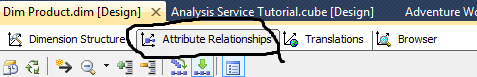 Dim Product.dim [Design] Analysis Service Tutorial.cube [Design] Adventure Wo
Dimension Structure Attribute Relationships Translations Browser